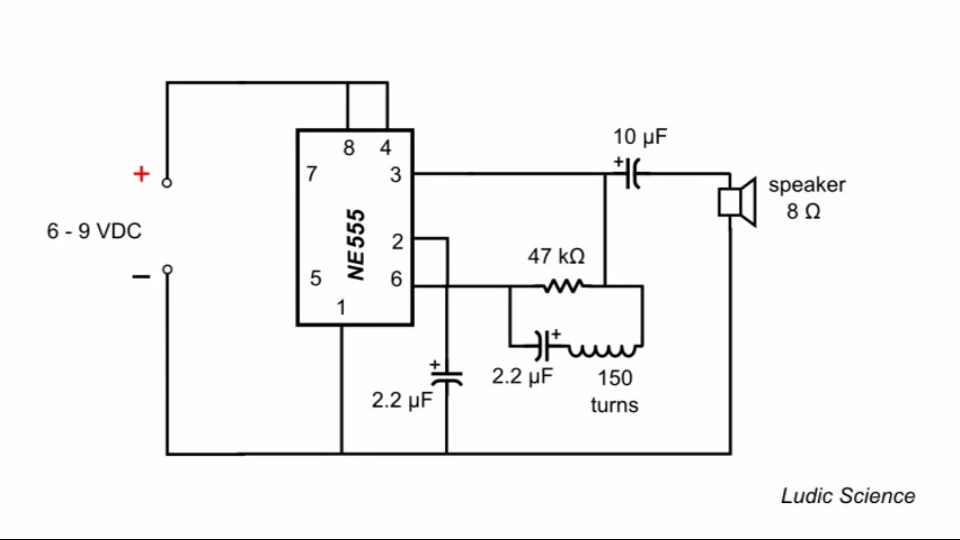 10 µF
+
8 4
+
7
3
speaker
8 Ω
6 - 9 VDC
NE555
2
47 kΩ
−
5
6
1
+
+
2.2 µF
150
turns
2.2 µF
Ludic Science